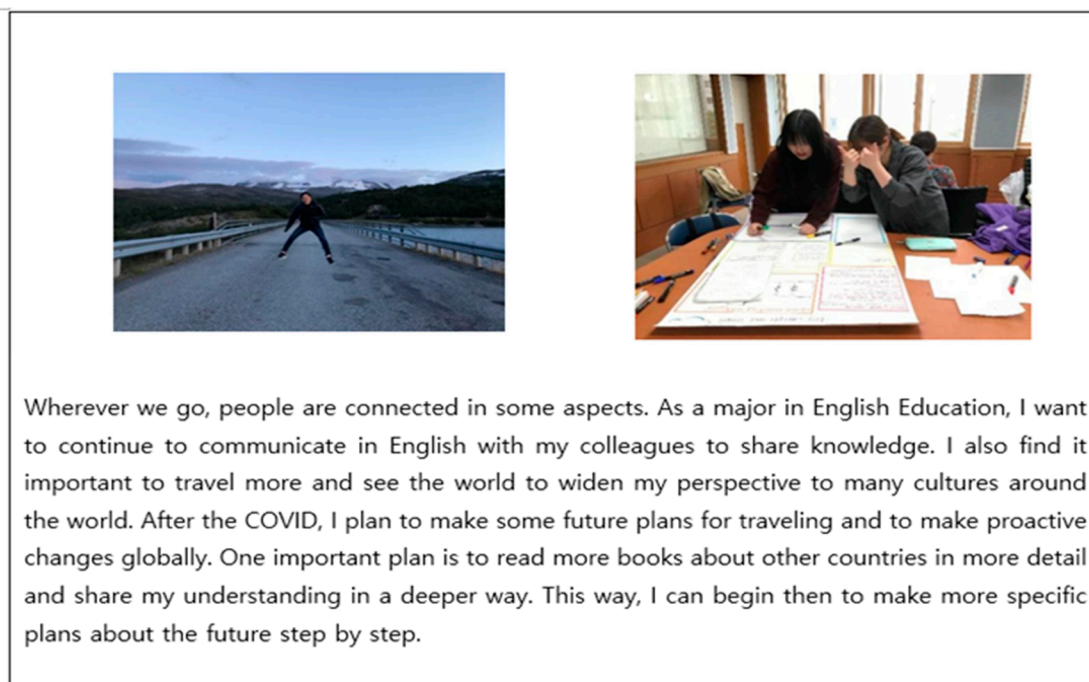 Wherever we go, people are connected in some aspects. As a major in English Education, I want
to continue to communicate in English with my colleagues to share knowledge. I also find it
important to travel more and see the world to widen my perspective to many cultures around
the world. After the COVID, I plan to make some future plans for traveling and to make proactive
changes globally. One important plan is to read more books about other countries in more detail
and share my understanding in a deeper way. This way, I can begin then to make more specific
plans about the future step by step.